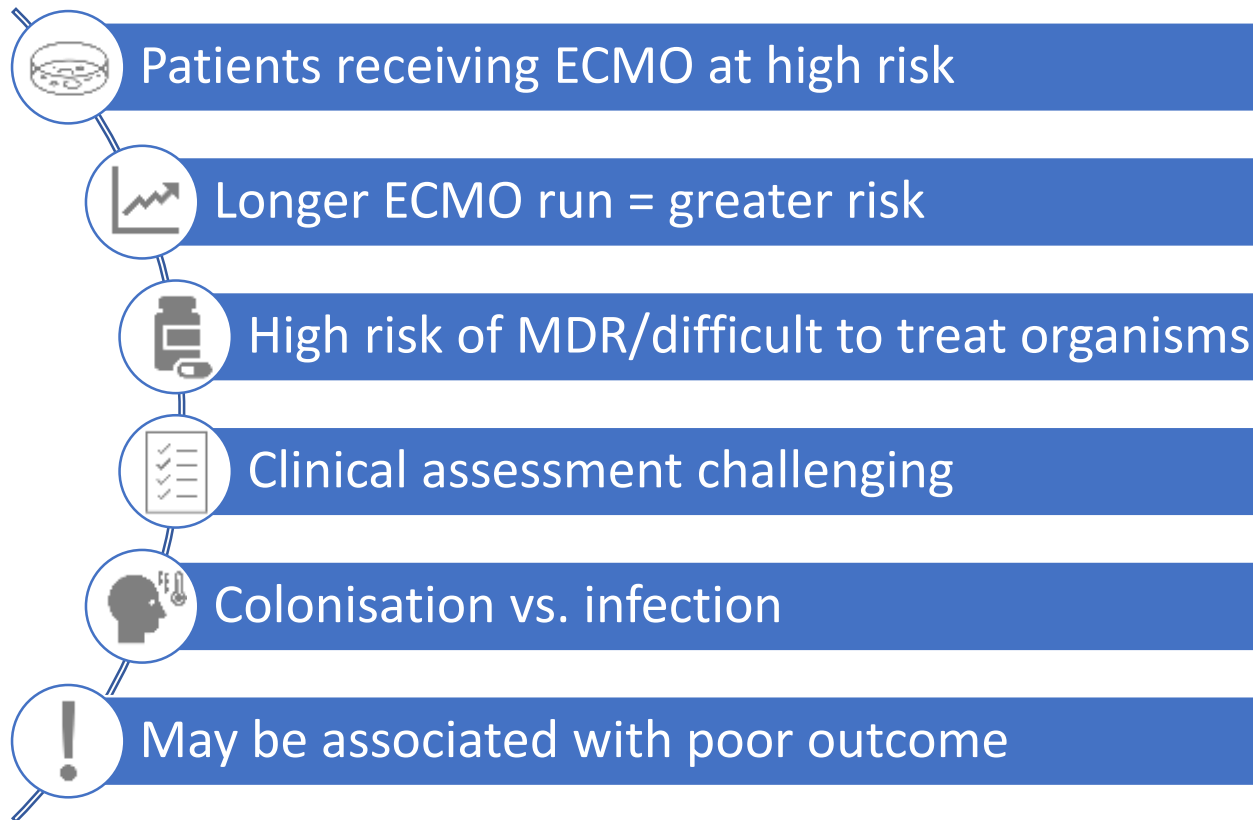 Patients receiving ECMO at high risk
Longer ECMO run = greater risk
High risk of MDR/difficult to treat organisms
Clinical assessment challenging
Colonisation vs. infection
May be associated with poor outcome